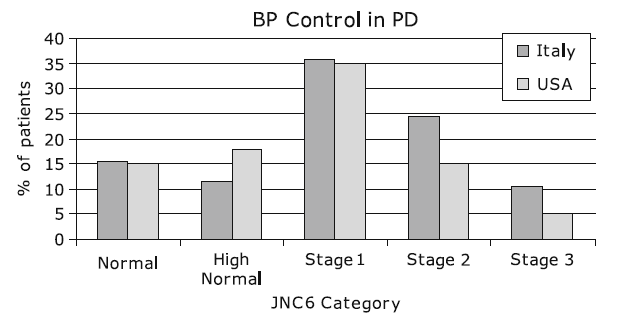 BP Control in PD
Italy
USA
% of patients
40
35
30
25
20
15
10
5
0
Normal
High
Normal
Stage 1
Stage 2
Stage 3
JNC6 Category